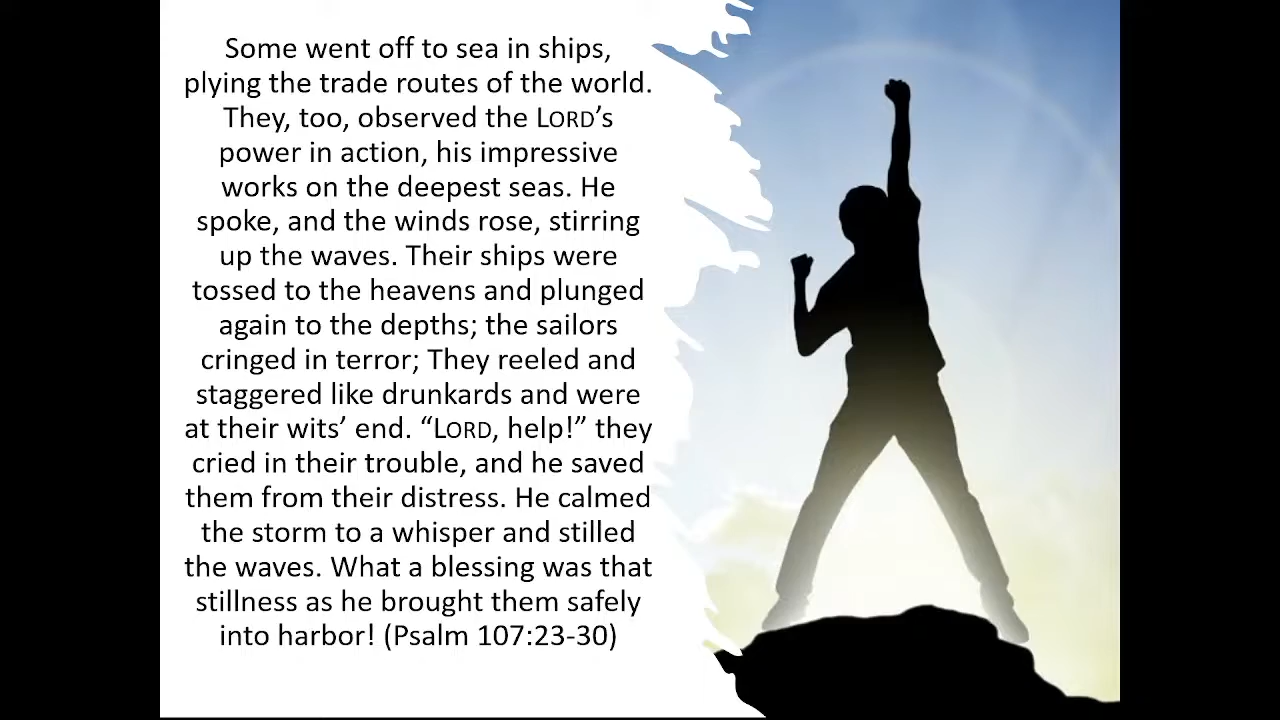 Some went off to sea in ships,
plying the trade routes of the world.
They, too, observed the LORD’s
power in action, his impressive
works on the deepest seas. He
spoke, and the winds rose, stirring
up the waves. Their ships were
tossed to the heavens and plunged
again to the depths; the sailors
cringed in terror; They reeled and
staggered like drunkards and were
at their wits’ end. “LORD, help!” they
cried in their trouble, and he saved
them from their distress. He calmed
the storm to a whisper and stilled
the waves. What a blessing was that
stillness as he brought them safely
into harbor! (Psalm 107:23-30)